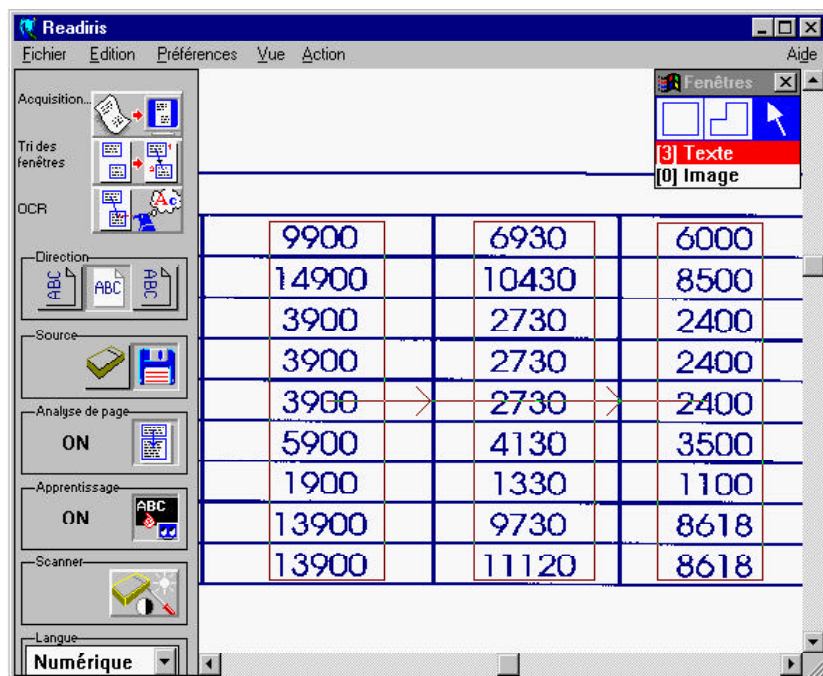 Readiris
Fichier Edition Préférences Vue Action Aide
Acquisition...
Tri des
fenêtres
OCR
Direction
ABC ABC ABC
Source
Analyse de page
ON
Apprentissage
ON
ABC
Scanner
Langue
Numérique
Fenêtres
[3] Texte
[0] Image
9900 6930 6000
14900 10430 8500
3900 2730 2400
3900 2730 2400
3900 2730 2400
5900 4130 3500
1900 1330 1100
13900 9730 8618
13900 11120 8618